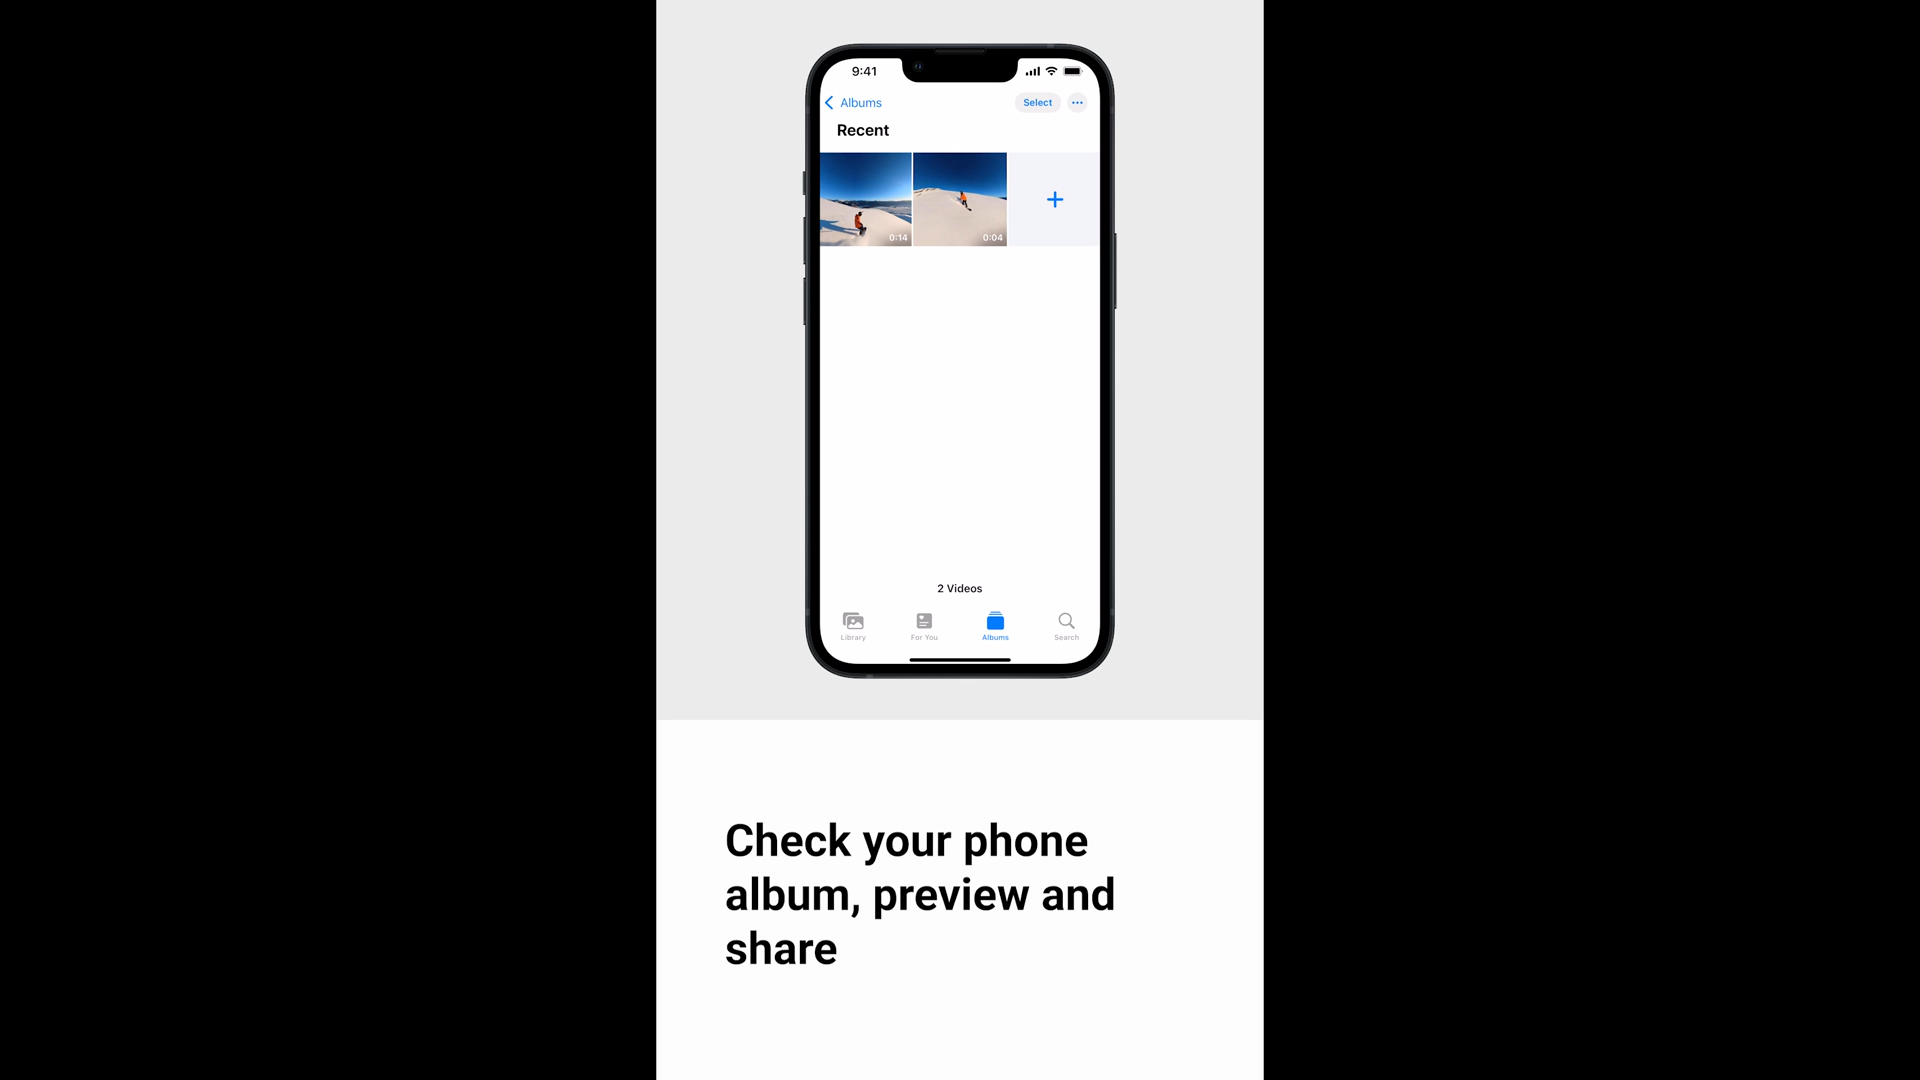 9:41
Albums
Select
Recent
0:14
0:04
2 Videos
Library
For You
Albums
Search
Check your phone
album, preview and
share